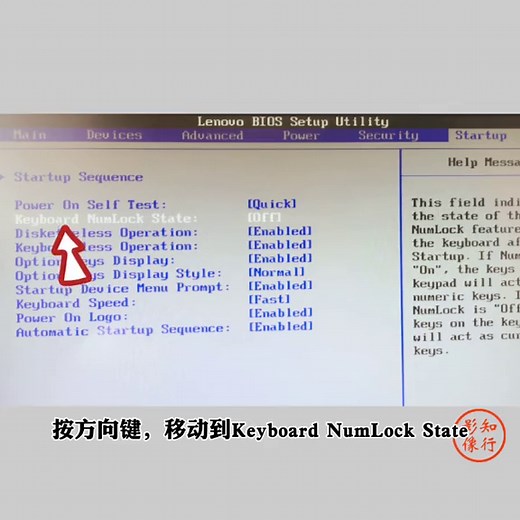 Lenovo BIOS Setup Utility
Main Devices Advanced Power Security Startup
Startup Sequence
Help Messa
Power On Self Test: [Quick]
Keyboard NumLock State: [Off]
Disketteless Operation: [Enabled]
Keyboardless Operation: [Enabled]
Option Keys Display: [Enabled]
Option Keys Display Style: [Normal]
Startup Device Menu Prompt: [Enabled]
Keyboard Speed: [Fast]
Power On Logo: [Enabled]
Automatic Startup Sequence: [Enabled]
This field indi
the state of th
NumLock feature
the keyboard af
Startup. If Num
"On", the keys
keypad will act
numeric keys. I
NumLock is "Off
keys on the key
will act as cur
keys.
按方向键，移动到Keyboard NumLock State
知行
影像